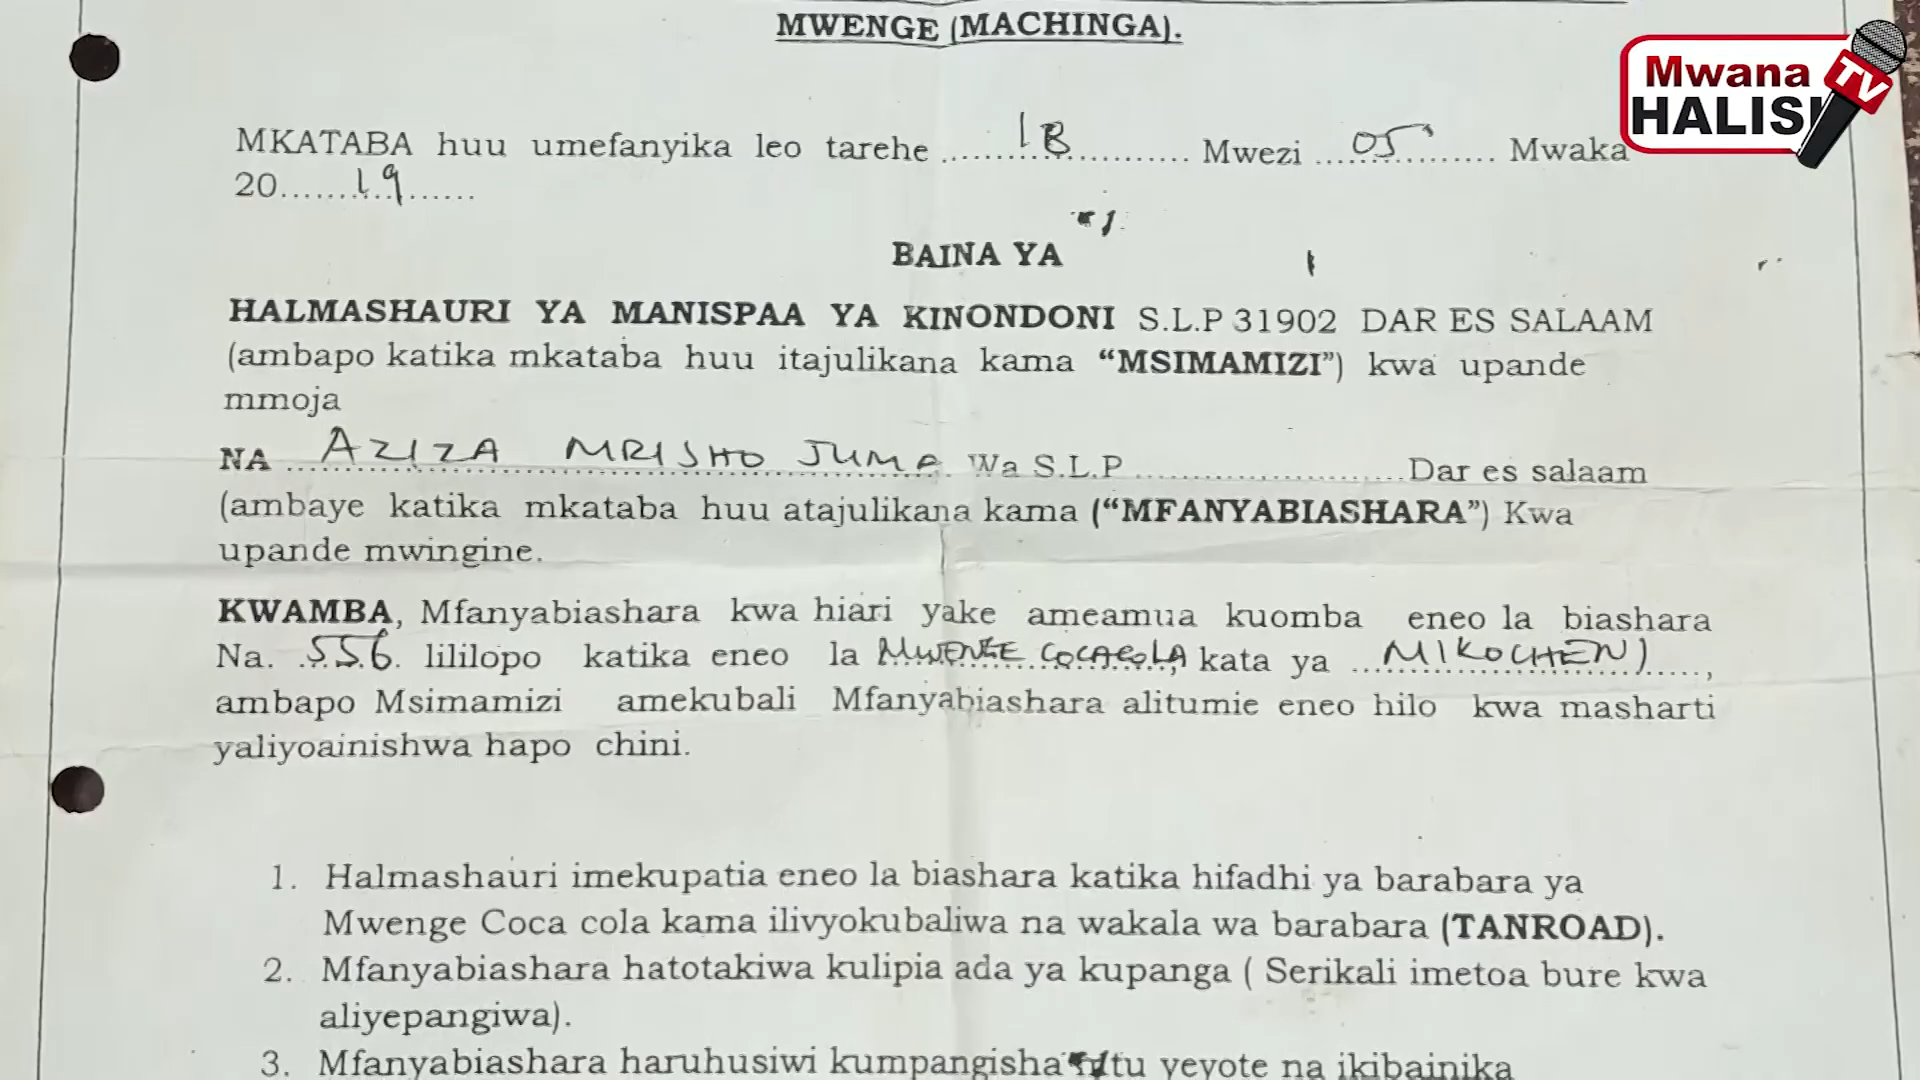 MWENGE (MACHINGA).
Mwana
HALISI
TV
MKATABA huu umefanyika leo tarehe ....18.... Mwezi ....05.... Mwaka
20....19....
BAINA YA
HALMASHAURI YA MANISPAA YA KINONDONI S.L.P 31902 DAR ES SALAAM
(ambapo katika mkataba huu itajulikana kama “MSIMAMIZI”) kwa upande
mmoja
NA AZIZA MRISHO JUMA Wa S.L.P............Dar es salaam
(ambaye katika mkataba huu atajulikana kama (“MFANYABIASHARA”) Kwa
upande mwingine.
KWAMBA, Mfanyabiashara kwa hiari yake ameamua kuomba eneo la biashara
Na. 556. lililopo katika eneo la MWENGE COCACOLA, kata ya MIKOCHENI,
ambapo Msimamizi amekubali Mfanyabiashara alitumie eneo hilo kwa masharti
yaliyoainishwa hapo chini.
1. Halmashauri imekupatia eneo la biashara katika hifadhi ya barabara ya
Mwenge Coca cola kama ilivyokubaliwa na wakala wa barabara (TANROAD).
2. Mfanyabiashara hatotakiwa kulipia ada ya kupanga ( Serikali imetoa bure kwa
aliyepangiwa).
3. Mfanyabiashara haruhusiwi kumpangisha mtu yeyote na ikibainika